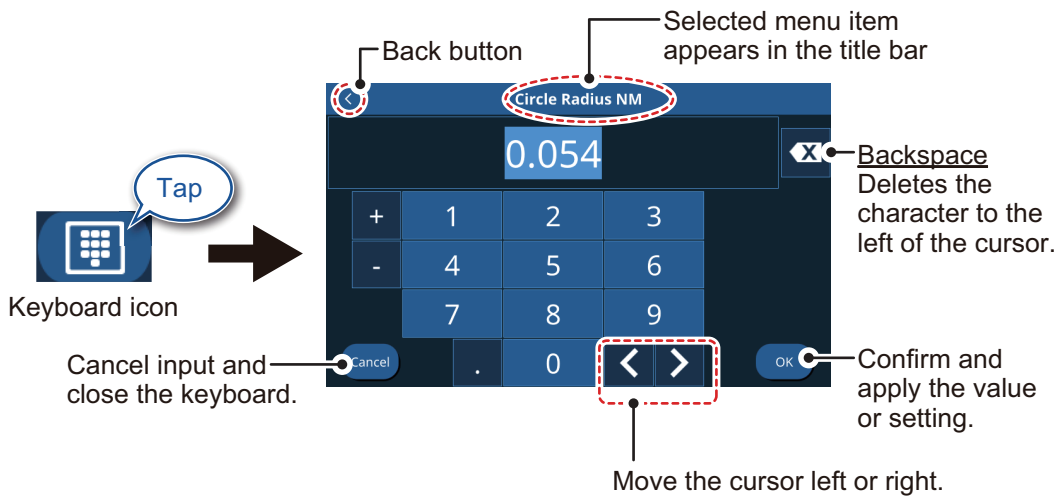 Selected menu item
appears in the title bar
Back button
Circle Radius NM
0.054
X
Backspace
Deletes the
character to the
left of the cursor.
Tap
Keyboard icon
+ 1 2 3
- 4 5 6
7 8 9
Cancel . 0 < > OK
Cancel input and
close the keyboard.
Confirm and
apply the value
or setting.
Move the cursor left or right.